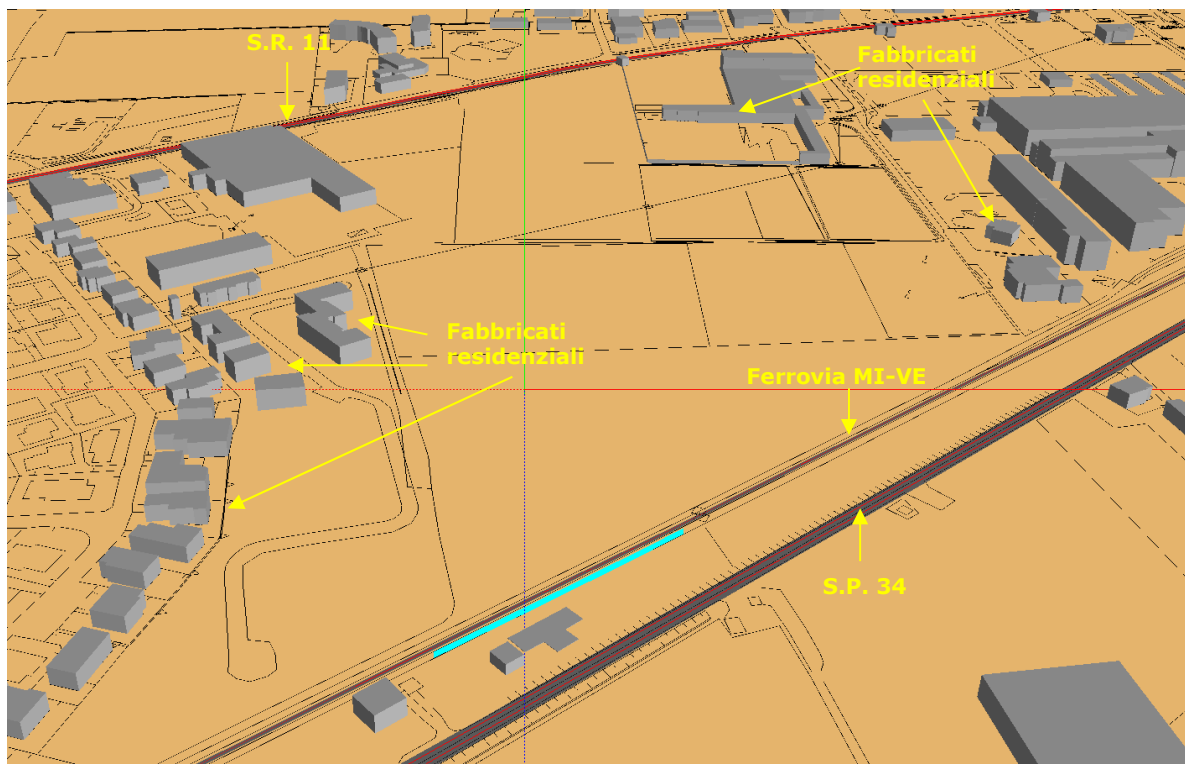 S.R. 11
Fabbricati
residenziali
Fabbricati
residenziali
Ferrovia MI-VE
S.P. 34